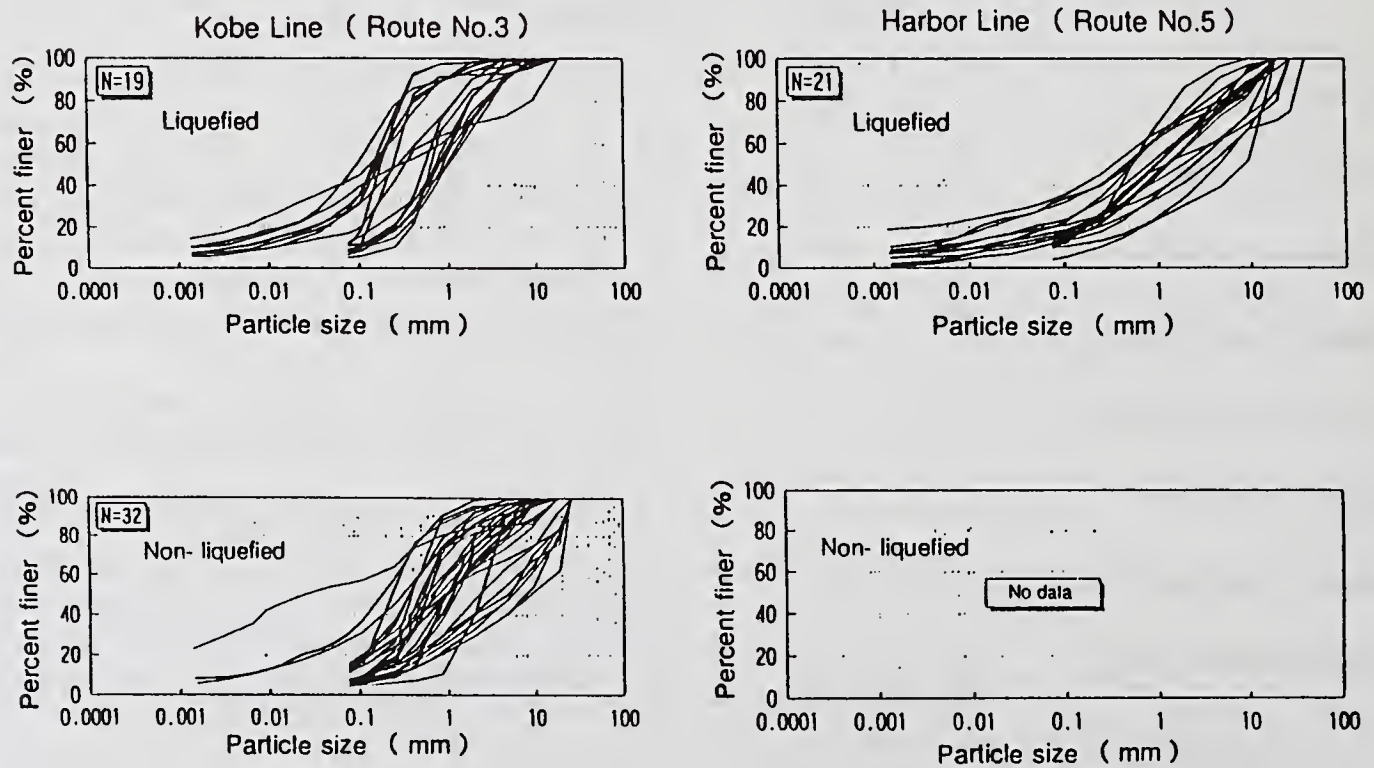 Kobe Line ( Route No.3 )
Percent finer (%)
100
80
60
40
20
0
N=19
Liquefied
0.0001 0.001 0.01 0.1 1 10 100
Particle size ( mm )
Harbor Line ( Route No.5 )
Percent finer (%)
100
80
60
40
20
0
N=21
Liquefied
0.0001 0.001 0.01 0.1 1 10 100
Particle size ( mm )
Percent finer (%)
100
80
60
40
20
0
N=32
Non- liquefied
0.0001 0.001 0.01 0.1 1 10 100
Particle size ( mm )
Percent finer (%)
100
80
60
40
20
0
Non- liquefied
No data
0.0001 0.001 0.01 0.1 1 10 100
Particle size ( mm )